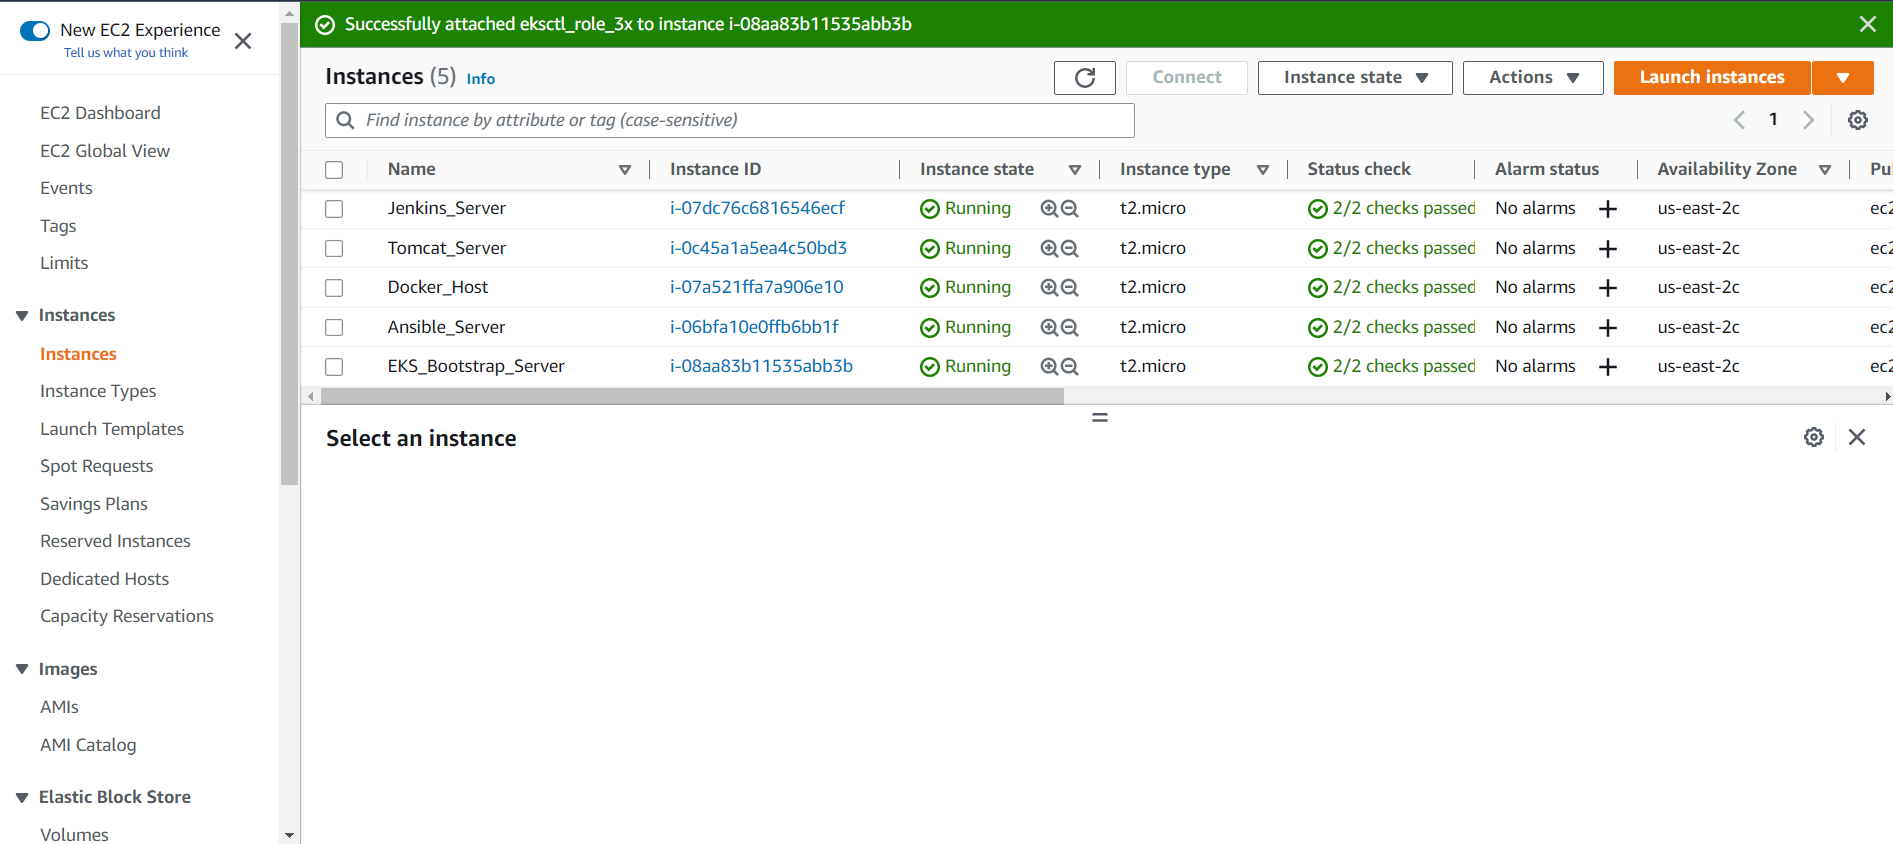 New EC2 Experience
Tell us what you think
EC2 Dashboard
EC2 Global View
Events
Tags
Limits
Instances
Instances
Instance Types
Launch Templates
Spot Requests
Savings Plans
Reserved Instances
Dedicated Hosts
Capacity Reservations
Images
AMIs
AMI Catalog
Elastic Block Store
Volumes
Successfully attached eksctl_role_3x to instance i-08aa83b11535abb3b
Instances (5) Info
Connect Instance state Actions Launch instances
Find instance by attribute or tag (case-sensitive)
1
Name Instance ID Instance state Instance type Status check Alarm status Availability Zone Pul
Jenkins_Server i-07dc76c6816546ecf Running t2.micro 2/2 checks passed No alarms + us-east-2c ec2
Tomcat_Server i-0c45a1a5ea4c50bd3 Running t2.micro 2/2 checks passed No alarms + us-east-2c ec2
Docker_Host i-07a521ffa7a906e10 Running t2.micro 2/2 checks passed No alarms + us-east-2c ec2
Ansible_Server i-06bfa10e0ffb6bb1f Running t2.micro 2/2 checks passed No alarms + us-east-2c ec2
EKS_Bootstrap_Server i-08aa83b11535abb3b Running t2.micro 2/2 checks passed No alarms + us-east-2c ec2
Select an instance